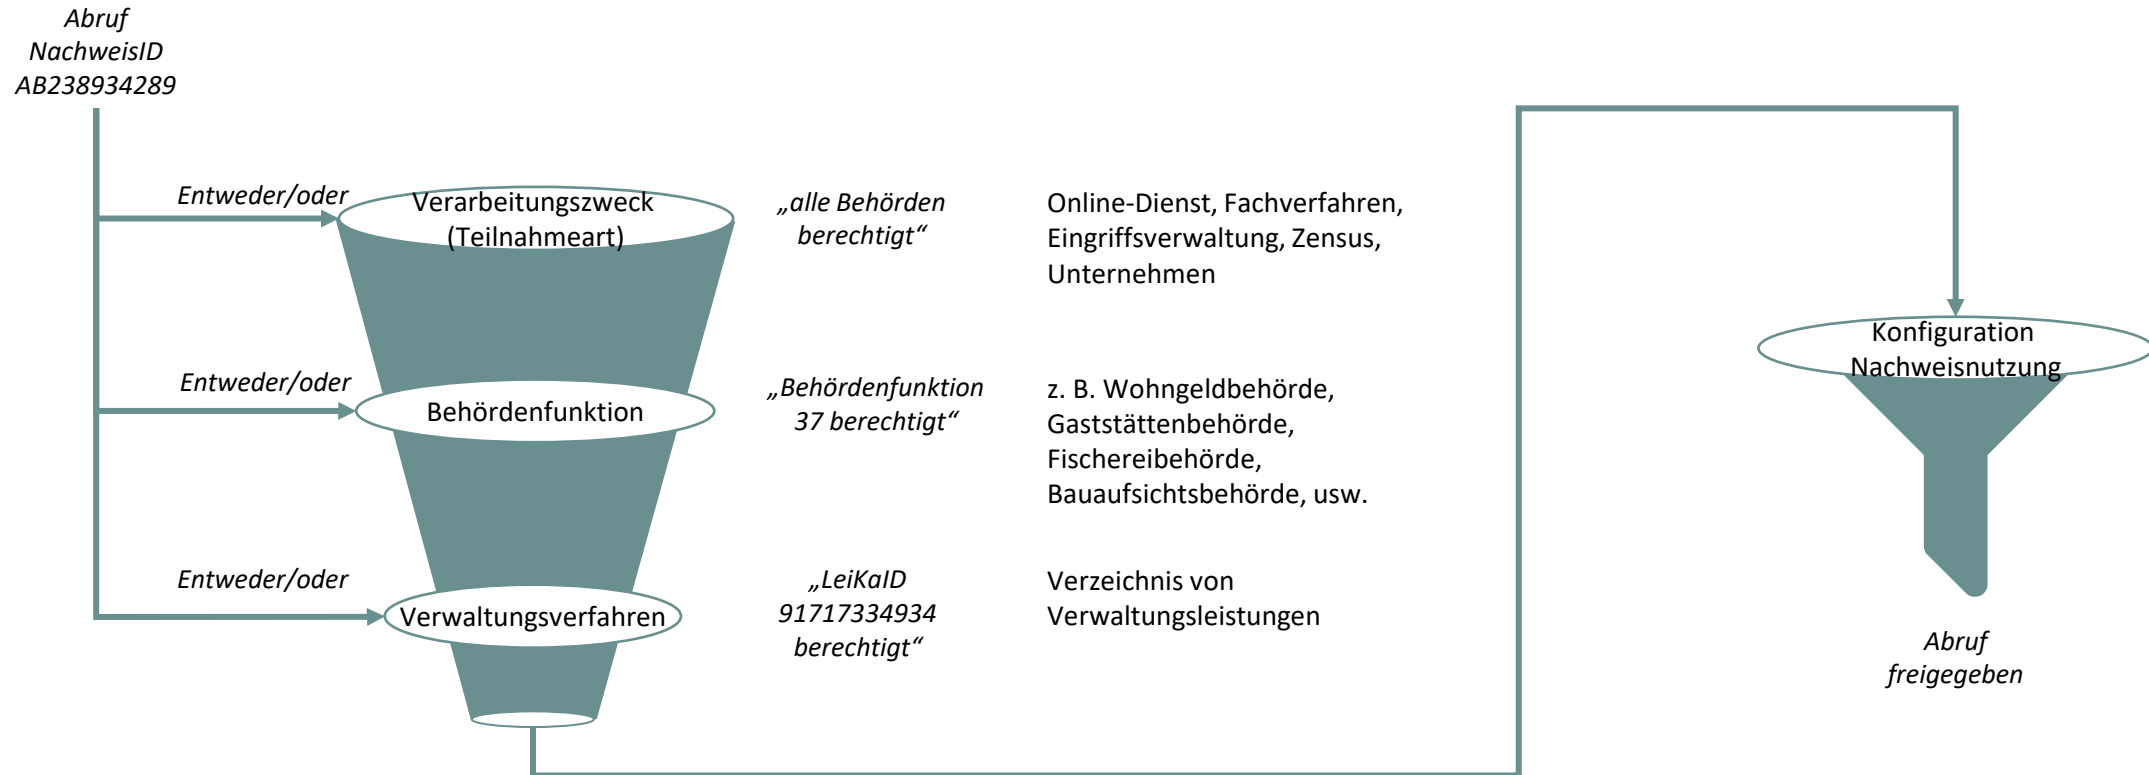 Abruf
NachweisID
AB238934289
Entweder/oder
Verarbeitungszweck
(Teilnahmeart)
„alle Behörden
berechtigt“
Online-Dienst, Fachverfahren,
Eingriffsverwaltung, Zensus,
Unternehmen
Entweder/oder
Behördenfunktion
„Behördenfunktion
37 berechtigt“
z. B. Wohngeldbehörde,
Gaststättenbehörde,
Fischereibehörde,
Bauaufsichtsbehörde, usw.
Entweder/oder
Verwaltungsverfahren
„LeiKaID
91717334934
berechtigt“
Verzeichnis von
Verwaltungsleistungen
Konfiguration
Nachweisnutzung
Abruf
freigegeben